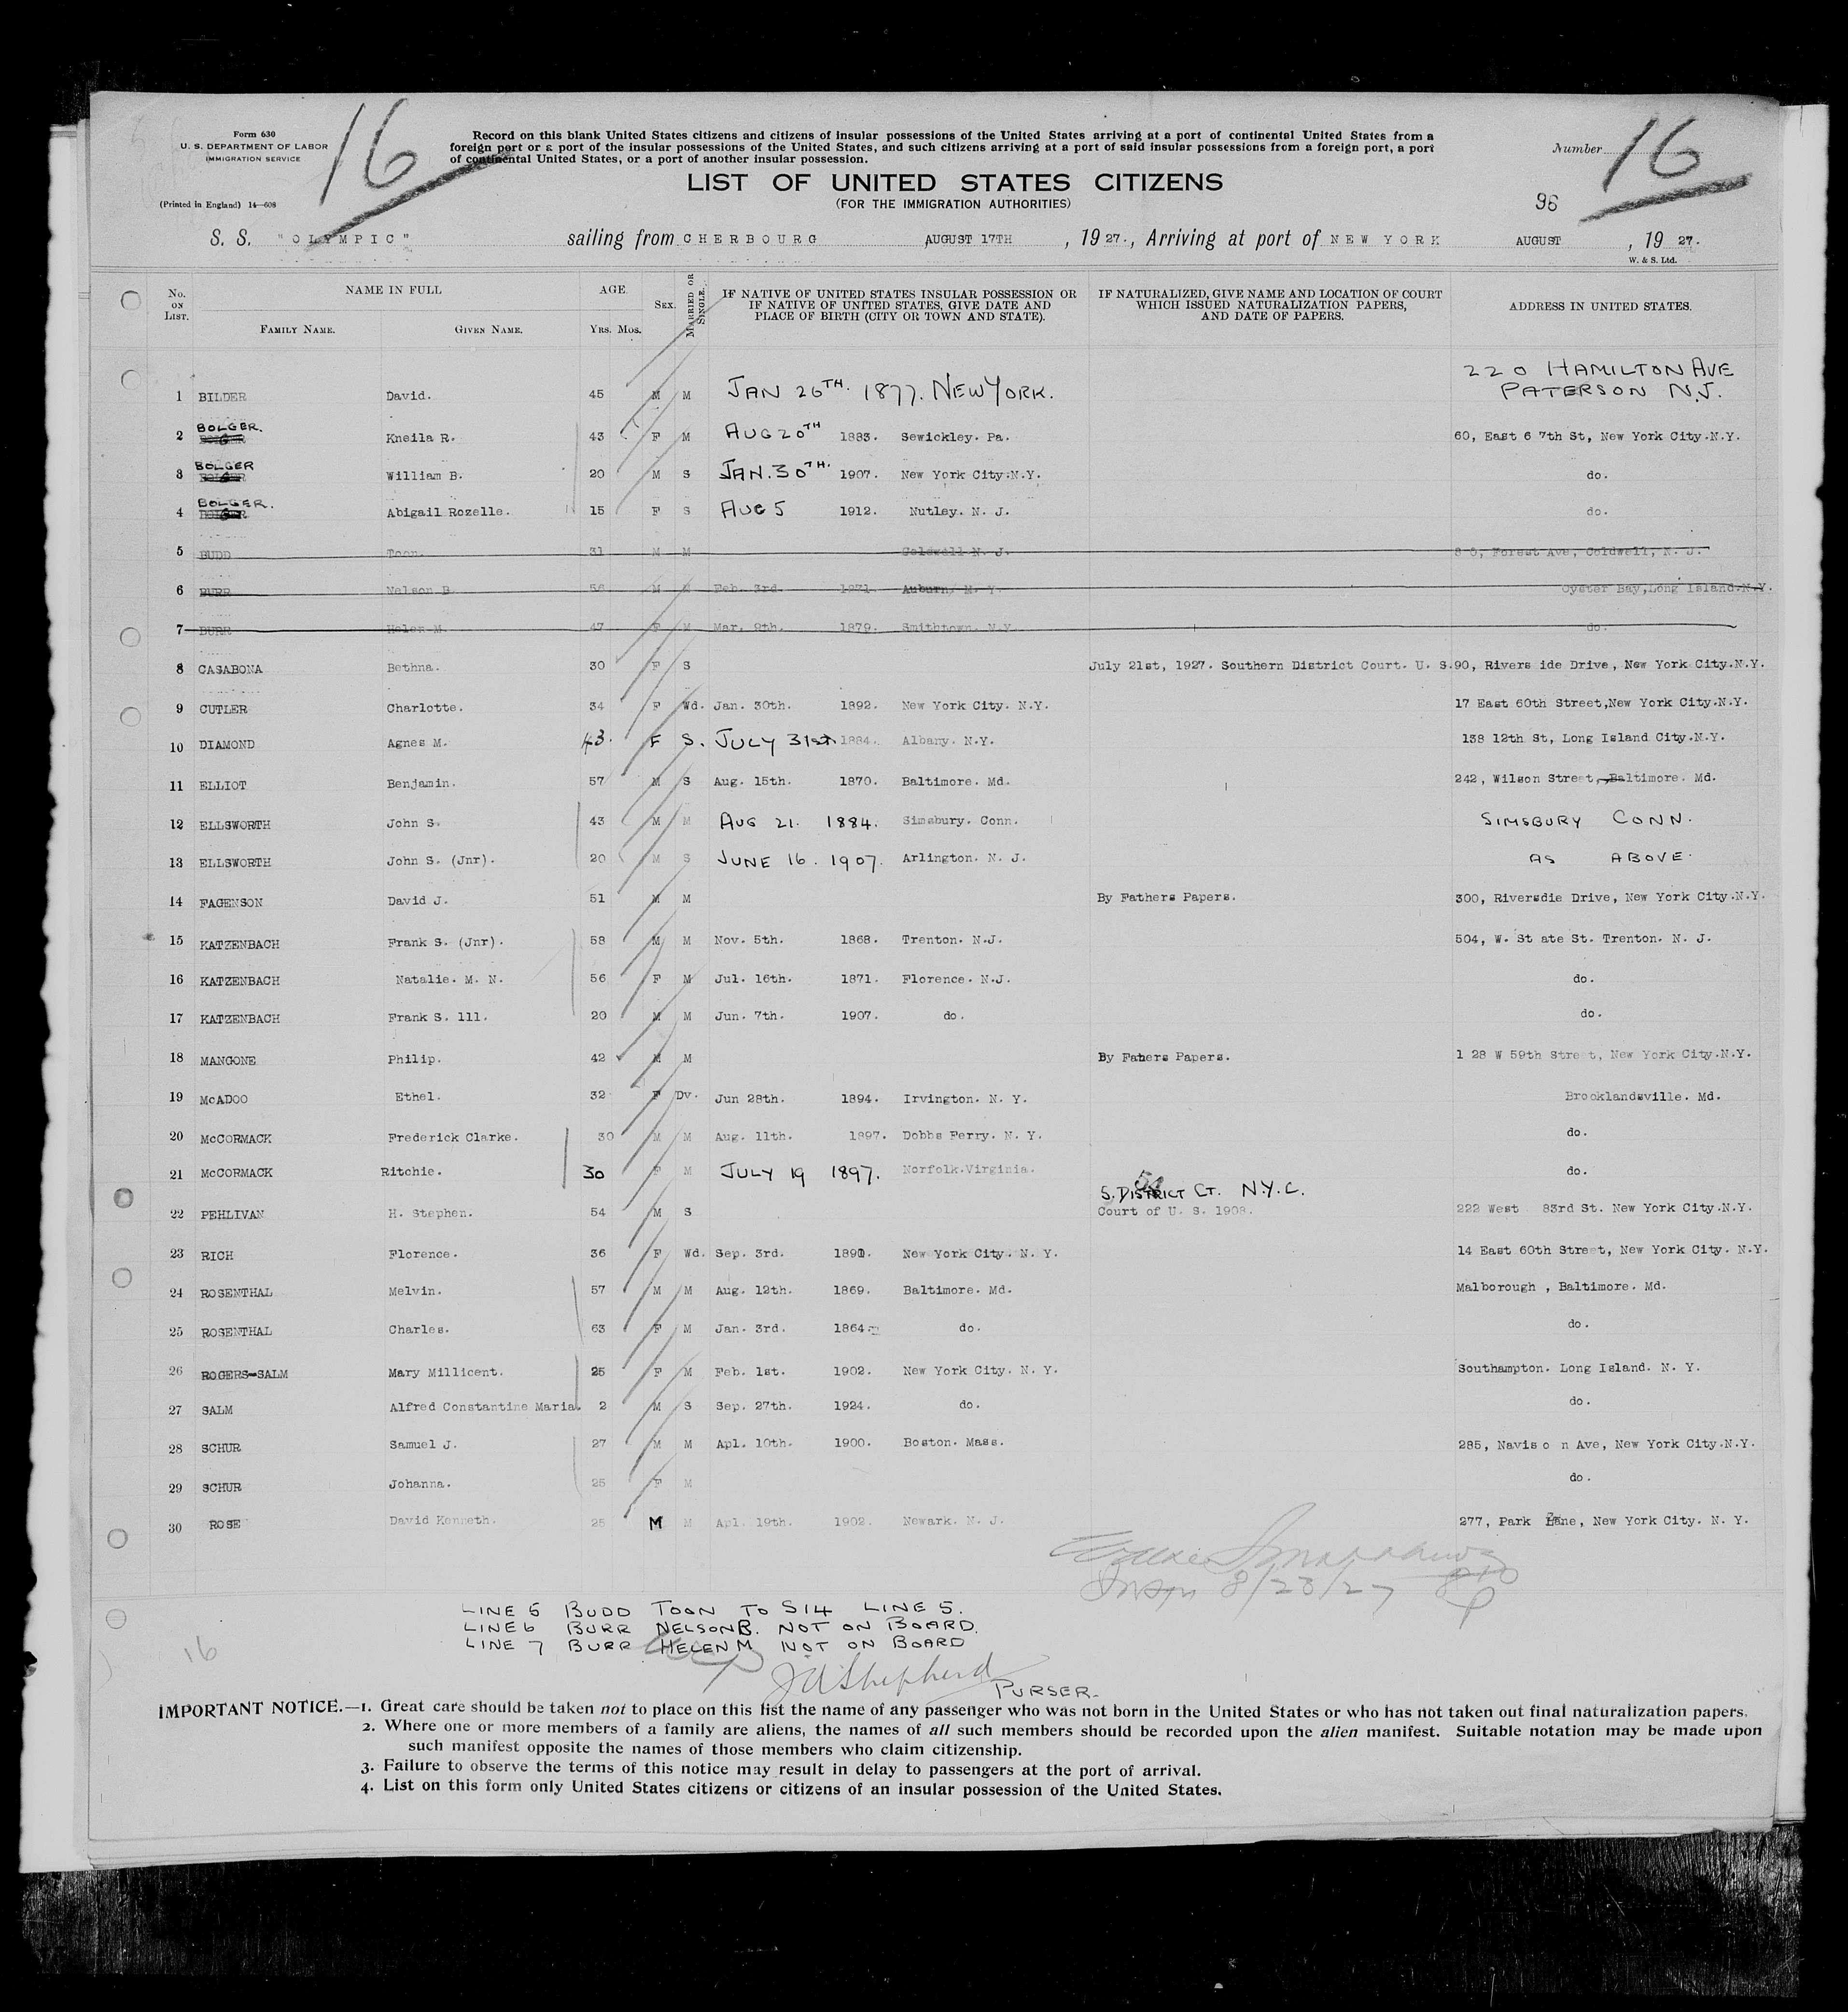 Form 630
U. S. DEPARTMENT OF LABOR
IMMIGRATION SERVICE
(Printed in England) 14—608
16
Record on this blank United States citizens and citizens of insular possessions of the United States arriving at a port of continental United States from a
foreign port or a port of the insular possessions of the United States, and such citizens arriving at a port of said insular possessions from a foreign port, a port
of continental United States, or a port of another insular possession.
Number 16
LIST OF UNITED STATES CITIZENS
(FOR THE IMMIGRATION AUTHORITIES)
96
S. S. "OLYMPIC" sailing from CHERBOURG AUGUST 17TH, 1927., Arriving at port of NEW YORK AUGUST , 1927.
W. & S. Ltd.
No. ON LIST. NAME IN FULL AGE. SEX. MARRIED OR SINGLE. IF NATIVE OF UNITED STATES INSULAR POSSESSION OR IF NATIVE OF UNITED STATES, GIVE DATE AND PLACE OF BIRTH (CITY OR TOWN AND STATE). IF NATURALIZED, GIVE NAME AND LOCATION OF COURT WHICH ISSUED NATURALIZATION PAPERS, AND DATE OF PAPERS. ADDRESS IN UNITED STATES.
FAMILY NAME. GIVEN NAME. YRS. MOS.
1 BILDER David. 45 M M JAN 26TH. 1877. NEW YORK. 220 HAMILTON AVE PATERSON N.J.
2 BOLGER. Kneila R. 43 F M AUG 20TH 1883. Sewickley. Pa. 60, East 6 7th St, New York City.N.Y.
3 BOLGER William B. 20 M S JAN. 30TH. 1907. New York City.N.Y. do.
4 BOLGER. Abigail Rozelle. 15 F S AUG 5 1912. Nutley. N. J. do.
5 BUDD Toon. 31 M M Coldwell N. J. 8 8, Forest Ave, Coldwell, N. J.
6 BURR Nelson B 56 M M Feb. 3rd. 1871 Auburn, N. Y. Oyster Bay,Long Island.N.Y.
7 BURR Helen M. 47 F M Mar. 9th. 1879. Smithtown. N.Y. do.
8 CASABONA Bethna. 30 F S July 21st, 1927. Southern District Court. U. S. 90, Rivers ide Drive, New York City.N.Y.
9 CUTLER Charlotte. 34 F Wd. Jan. 30th. 1892. New York City. N.Y. 17 East 60th Street,New York City.N.Y.
10 DIAMOND Agnes M. 43. F S. JULY 31st. 1884. Albany. N.Y. 138 12th St, Long Island City.N.Y.
11 ELLIOT Benjamin. 57 M S Aug. 15th. 1870. Baltimore. Md. 242, Wilson Street, Baltimore. Md.
12 ELLSWORTH John S. 43 M M AUG 21. 1884. Simsbury. Conn. SIMSBURY CONN.
13 ELLSWORTH John S. (Jnr). 20 M S JUNE 16. 1907. Arlington. N. J. AS ABOVE.
14 FAGENSON David J. 51 M M By Fathers Papers. 300, Riversdie Drive, New York City.N.Y.
15 KATZENBACH Frank S. (Jnr). 58 M M Nov. 5th. 1868. Trenton. N.J. 504, W. St ate St. Trenton. N. J.
16 KATZENBACH Natalie. M. N. 56 F M Jul. 16th. 1871. Florence. N.J. do.
17 KATZENBACH Frank S. 111. 20 M M Jun. 7th. 1907. do. do.
18 MANGONE Philip. 42 M M By Fahers Papers. 1 28 W 59th Street, New York City.N.Y.
19 McADOO Ethel. 32 F Dv. Jun 28th. 1894. Irvington. N. Y. Brooklandsville. Md.
20 McCORMACK Frederick Clarke. 30 M M Aug. 11th. 1897. Dobbs Ferry. N. Y. do.
21 McCORMACK Ritchie. 30 F M JULY 19 1897. Norfolk.Virginia. do.
S. DISTRICT CT. N.Y.C.
22 PEHLIVAN H. Stephen. 54 M S Court of U. S. 1908. 222 West 83rd St. New York City.N.Y.
23 RICH Florence. 36 F Wd. Sep. 3rd. 1890. New York City. N. Y. 14 East 60th Street, New York City. N.Y.
24 ROSENTHAL Melvin. 57 M M Aug. 12th. 1869. Baltimore. Md. Malborough , Baltimore. Md.
25 ROSENTHAL Charles. 63 F M Jan. 3rd. 1864. do. do.
26 ROGERS-SALM Mary Millicent. 25 F M Feb. 1st. 1902. New York City. N. Y. Southampton. Long Island. N. Y.
27 SALM Alfred Constantine Maria. 2 M S Sep. 27th. 1924. do. do.
28 SCHUR Samuel J. 27 M M Apl. 10th. 1900. Boston. Mass. 285, Naviso n Ave, New York City.N.Y.
29 SCHUR Johanna. 25 F M do.
30 ROSE David Kenneth. 25 M M Apl. 19th. 1902. Newark. N. J. 277, Park Lane, New York City. N. Y.
8/23/27
LINE 5 BUDD TOON TO S14 LINE 5.
LINE 6 BURR NELSON B. NOT ON BOARD.
LINE 7 BURR HELEN M NOT ON BOARD
16
J A Shepherd
PURSER.
IMPORTANT NOTICE.—1. Great care should be taken not to place on this list the name of any passenger who was not born in the United States or who has not taken out final naturalization papers.
2. Where one or more members of a family are aliens, the names of all such members should be recorded upon the alien manifest. Suitable notation may be made upon
such manifest opposite the names of those members who claim citizenship.
3. Failure to observe the terms of this notice may result in delay to passengers at the port of arrival.
4. List on this form only United States citizens or citizens of an insular possession of the United States.